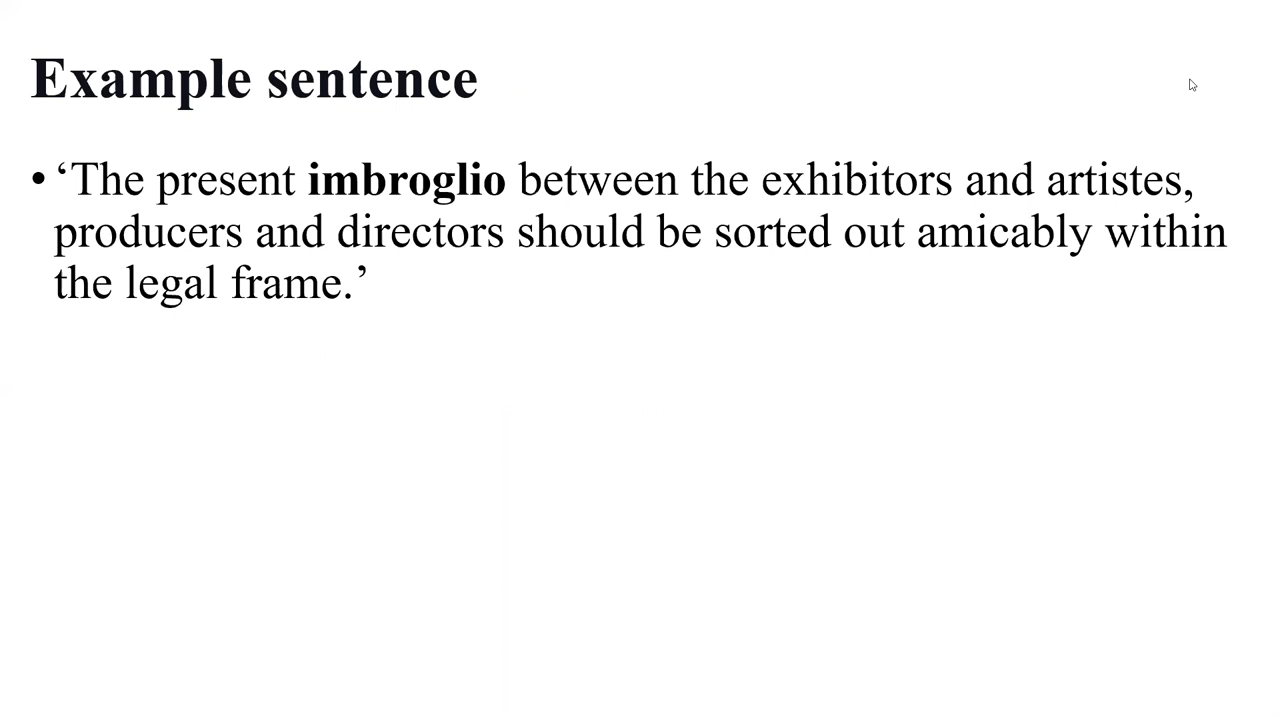 Example sentence
• ‘The present imbroglio between the exhibitors and artistes,
producers and directors should be sorted out amicably within
the legal frame.’